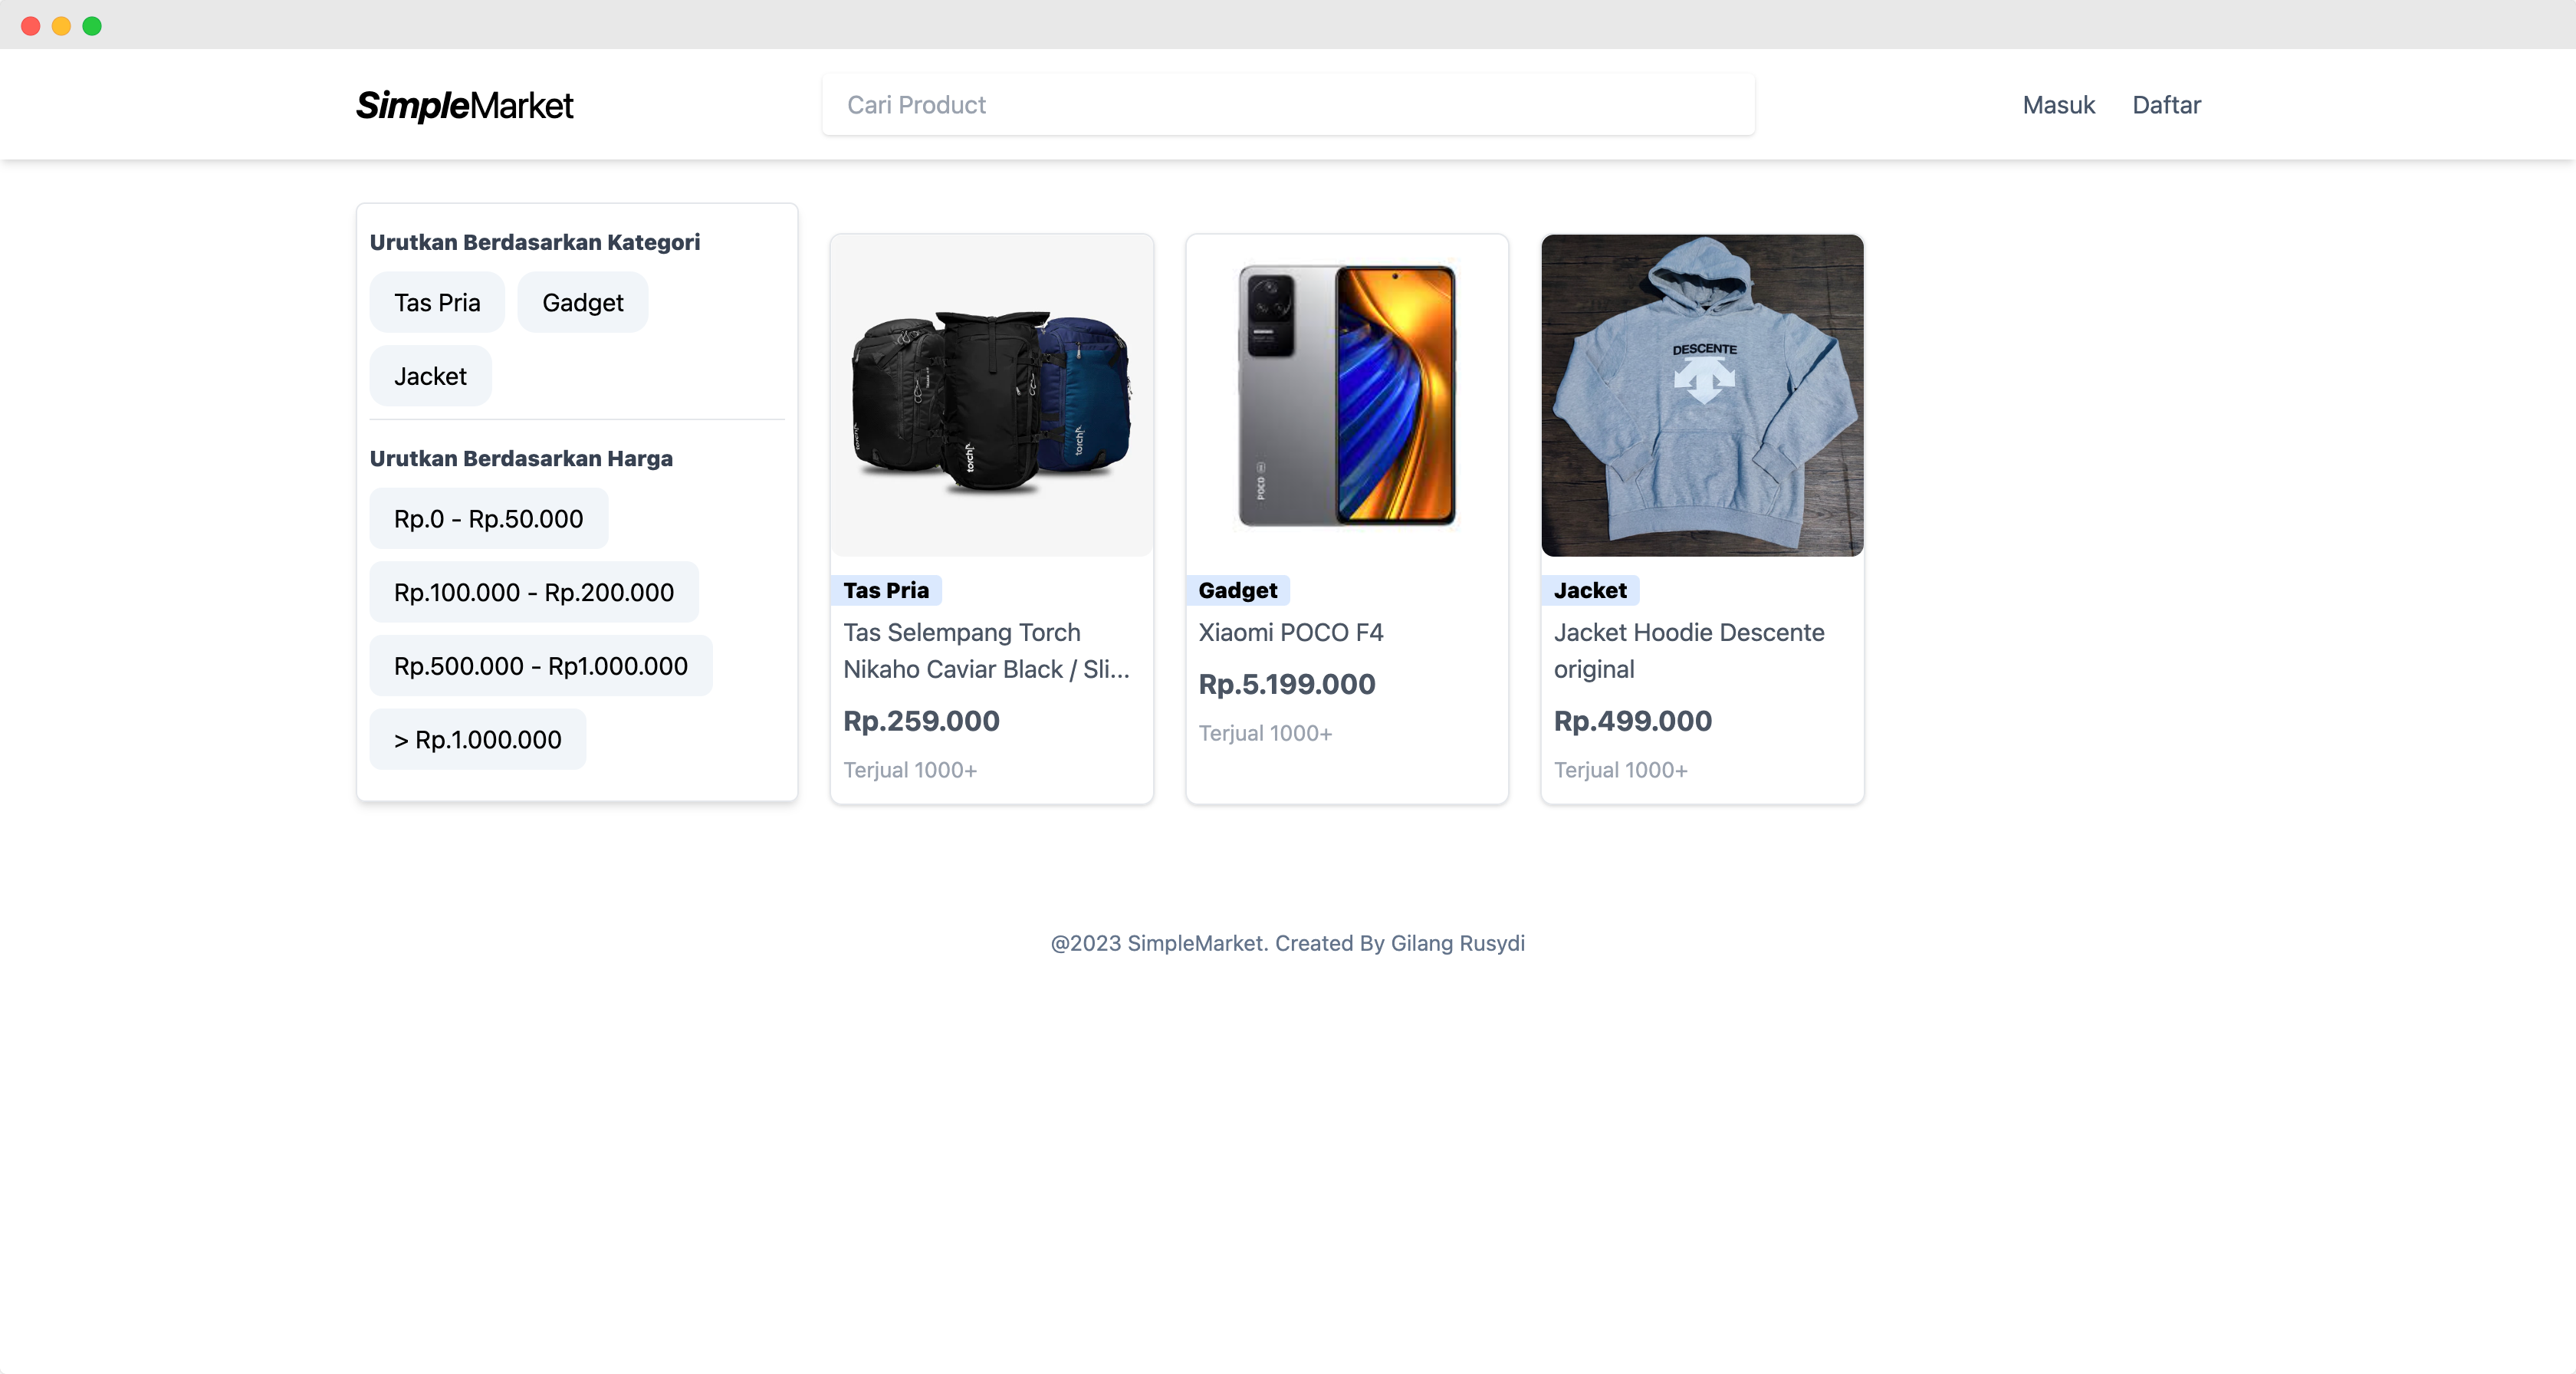 SimpleMarket
Cari Product
Masuk
Daftar
Urutkan Berdasarkan Kategori
Tas Pria
Gadget
Jacket
Urutkan Berdasarkan Harga
Rp.0 - Rp.50.000
Rp.100.000 - Rp.200.000
Rp.500.000 - Rp1.000.000
> Rp.1.000.000
torch
torch
torch
Tas Pria
Tas Selempang Torch
Nikaho Caviar Black / Sli...
Rp.259.000
Terjual 1000+
POCO
Gadget
Xiaomi POCO F4
Rp.5.199.000
Terjual 1000+
DESCENTE
Jacket
Jacket Hoodie Descente
original
Rp.499.000
Terjual 1000+
@2023 SimpleMarket. Created By Gilang Rusydi